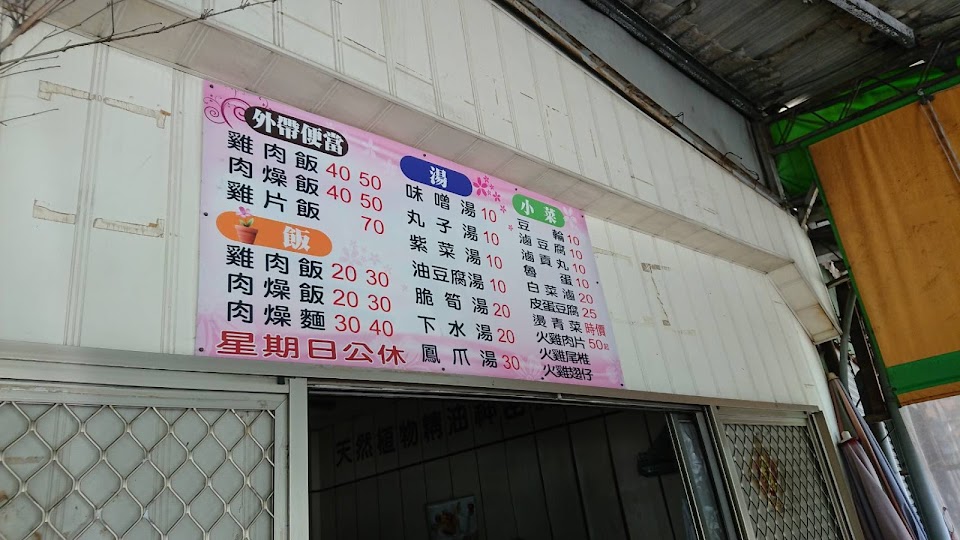 外帶便當
雞肉飯 40 50
肉燥飯 40 50
雞片飯 70
飯
雞肉飯 20 30
肉燥飯 20 30
肉燥麵 30 40
星期日公休
湯
味噌湯 10
丸子湯 10
紫菜湯 10
油豆腐湯 10
脆筍湯 20
下水湯 20
鳳爪湯 30
小菜
豆輪 10
滷豆腐 10
滷貢丸 10
魯蛋 10
白菜滷 20
皮蛋豆腐 25
燙青菜 時價
火雞肉片 50起
火雞尾椎
火雞翅仔
天然植物精油